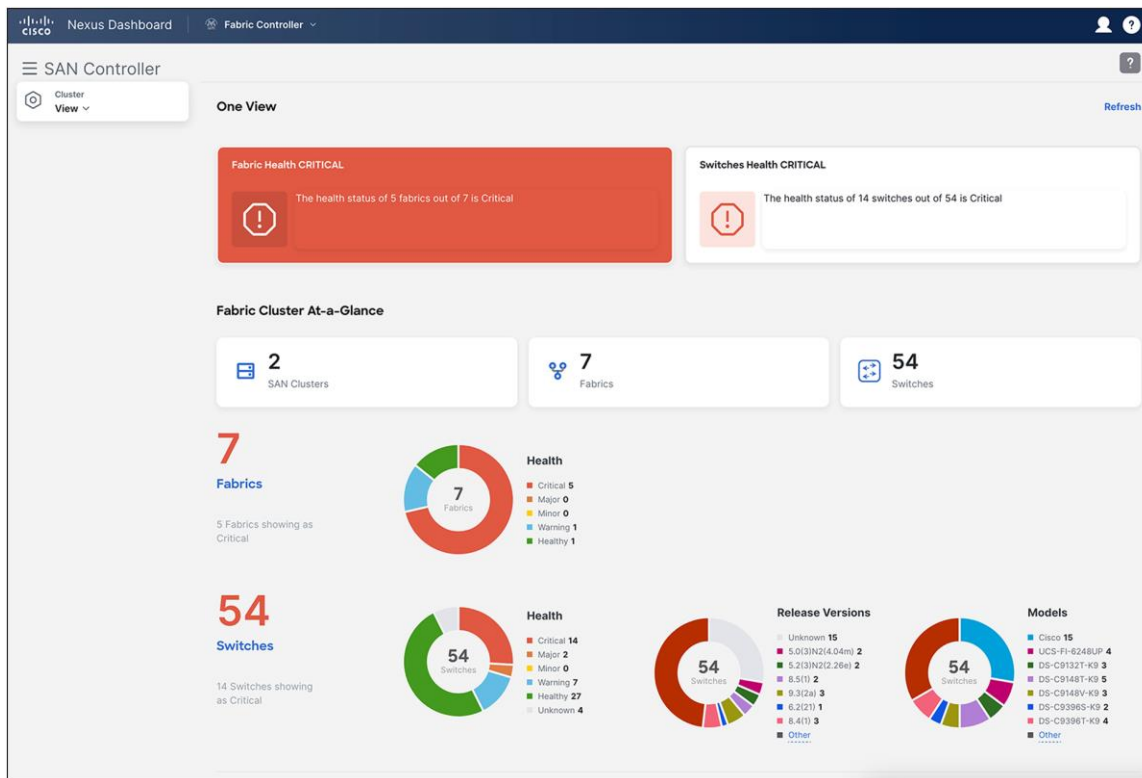 CISCO Nexus Dashboard Fabric Controller
?
SAN Controller
?
Cluster
View
One View
Refresh
Fabric Health CRITICAL
The health status of 5 fabrics out of 7 is Critical
Switches Health CRITICAL
The health status of 14 switches out of 54 is Critical
Fabric Cluster At-a-Glance
2
SAN Clusters
7
Fabrics
54
Switches
7
Fabrics
5 Fabrics showing as
Critical
7
Fabrics
Health
Critical 5
Major 0
Minor 0
Warning 1
Healthy 1
54
Switches
14 Switches showing
as Critical
54
Switches
Health
Critical 14
Major 2
Minor 0
Warning 7
Healthy 27
Unknown 4
54
Switches
Release Versions
Unknown 15
5.0(3)N2(4.04m) 2
5.2(3)N2(2.26e) 2
8.5(1) 2
9.3(2a) 3
6.2(21) 1
8.4(1) 3
Other
54
Switches
Models
Cisco 15
UCS-FI-6248UP 4
DS-C9132T-K9 3
DS-C9148T-K9 5
DS-C9148V-K9 3
DS-C9396S-K9 2
DS-C9396T-K9 4
Other